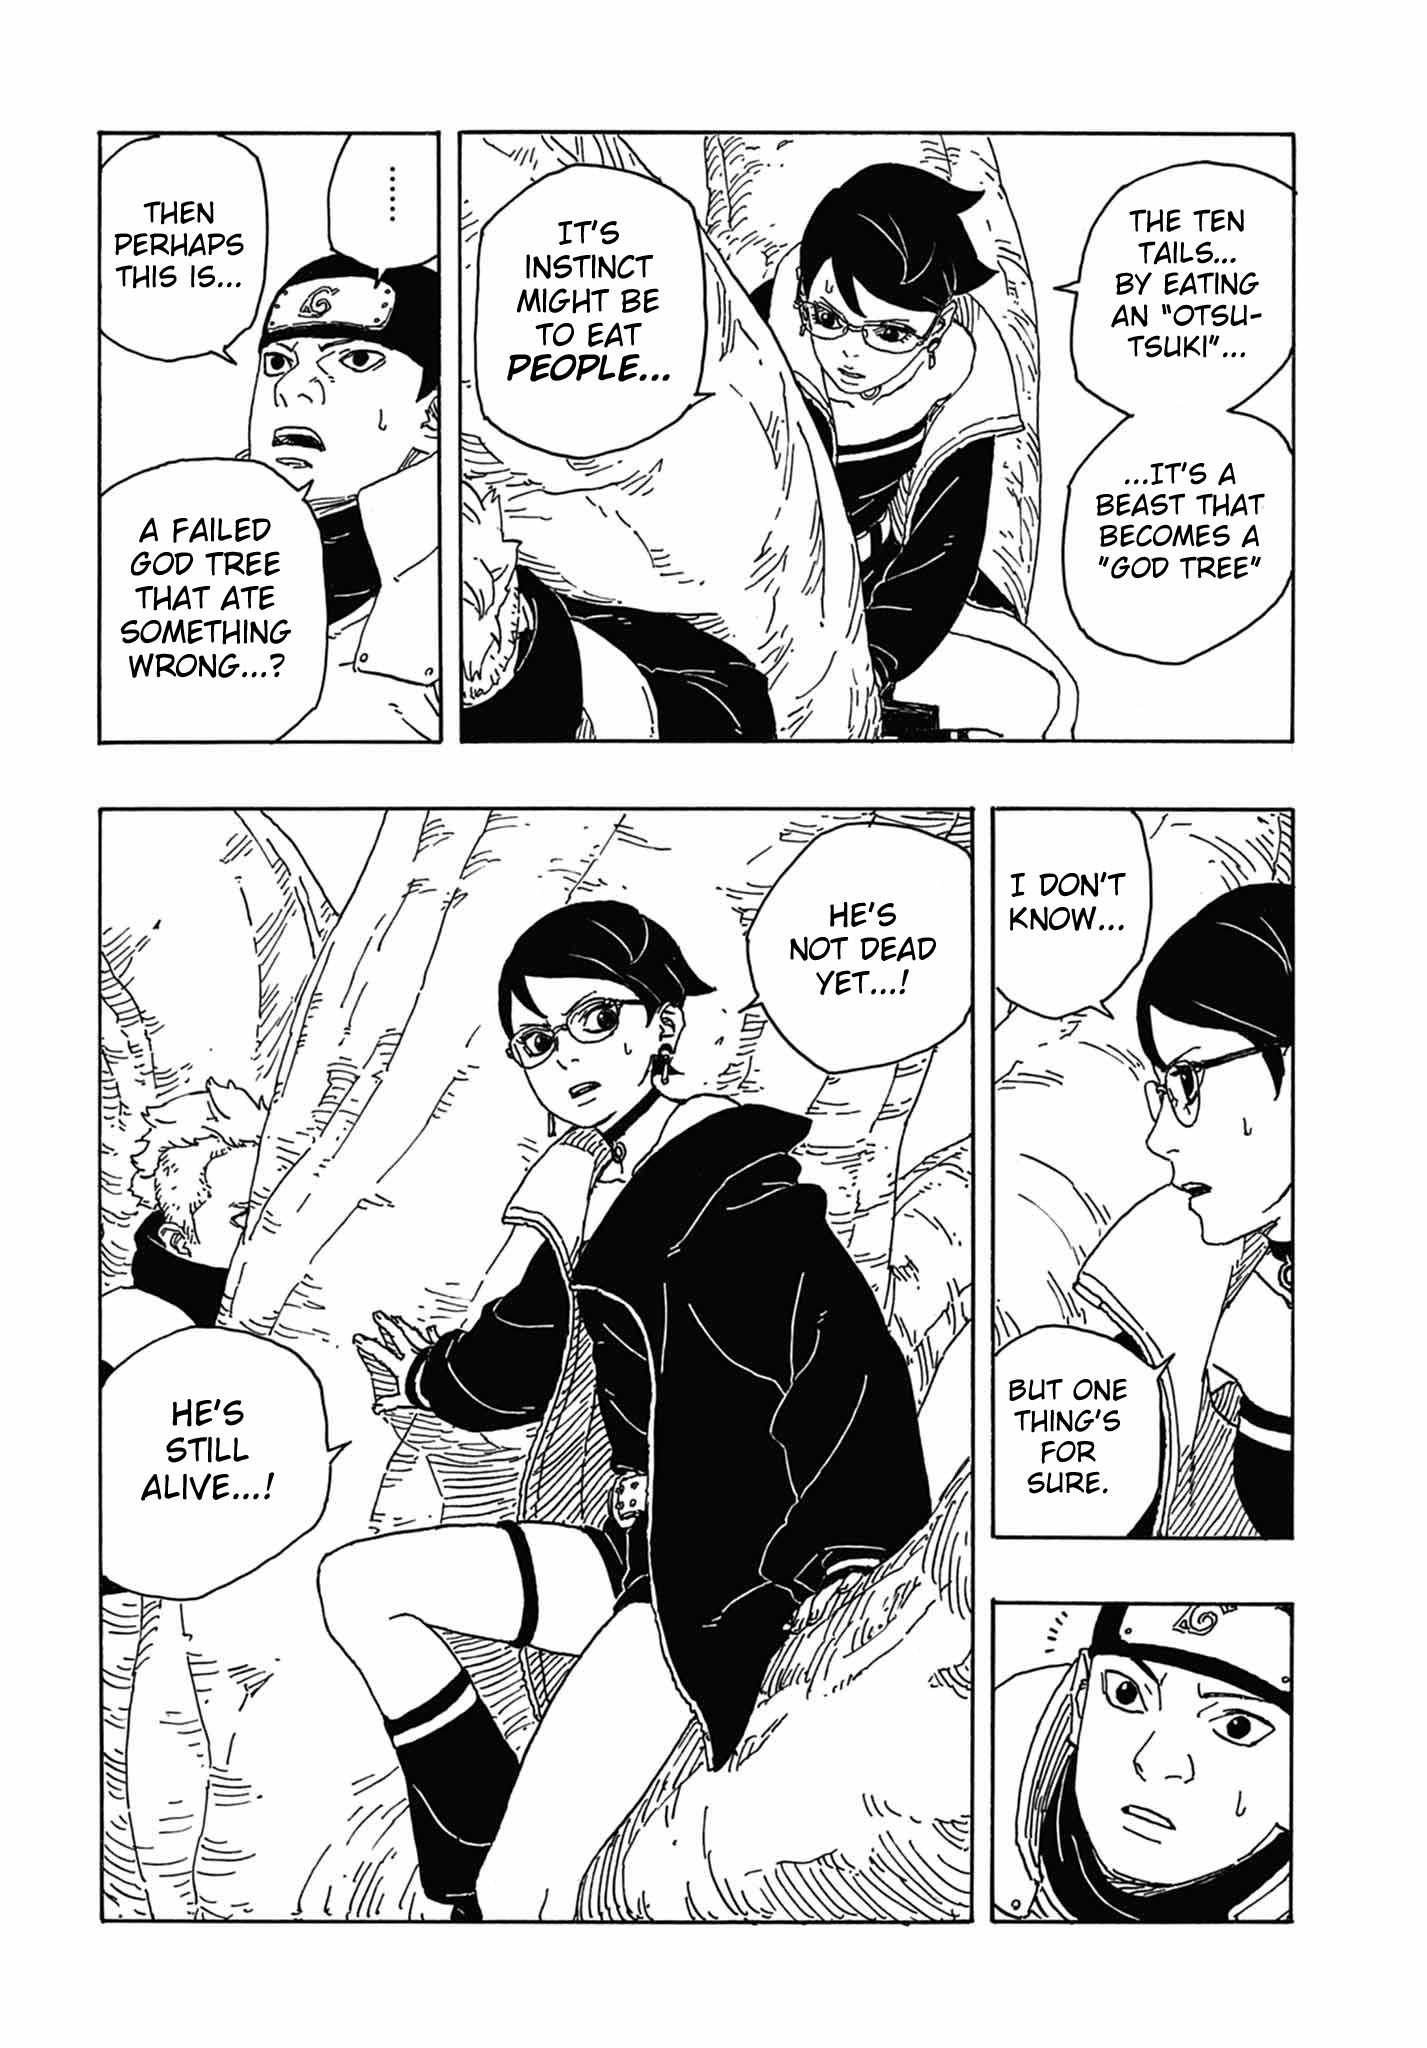 THE TEN
TAILS...
BY EATING
AN "OTSU-
TSUKI"...
...IT'S A
BEAST THAT
BECOMES A
"GOD TREE"
IT'S
INSTINCT
MIGHT BE
TO EAT
PEOPLE...
.......
THEN
PERHAPS
THIS IS...
A FAILED
GOD TREE
THAT ATE
SOMETHING
WRONG...?
I DON'T
KNOW...
BUT ONE
THING'S
FOR
SURE.
HE'S
NOT DEAD
YET...!
HE'S
STILL
ALIVE...!